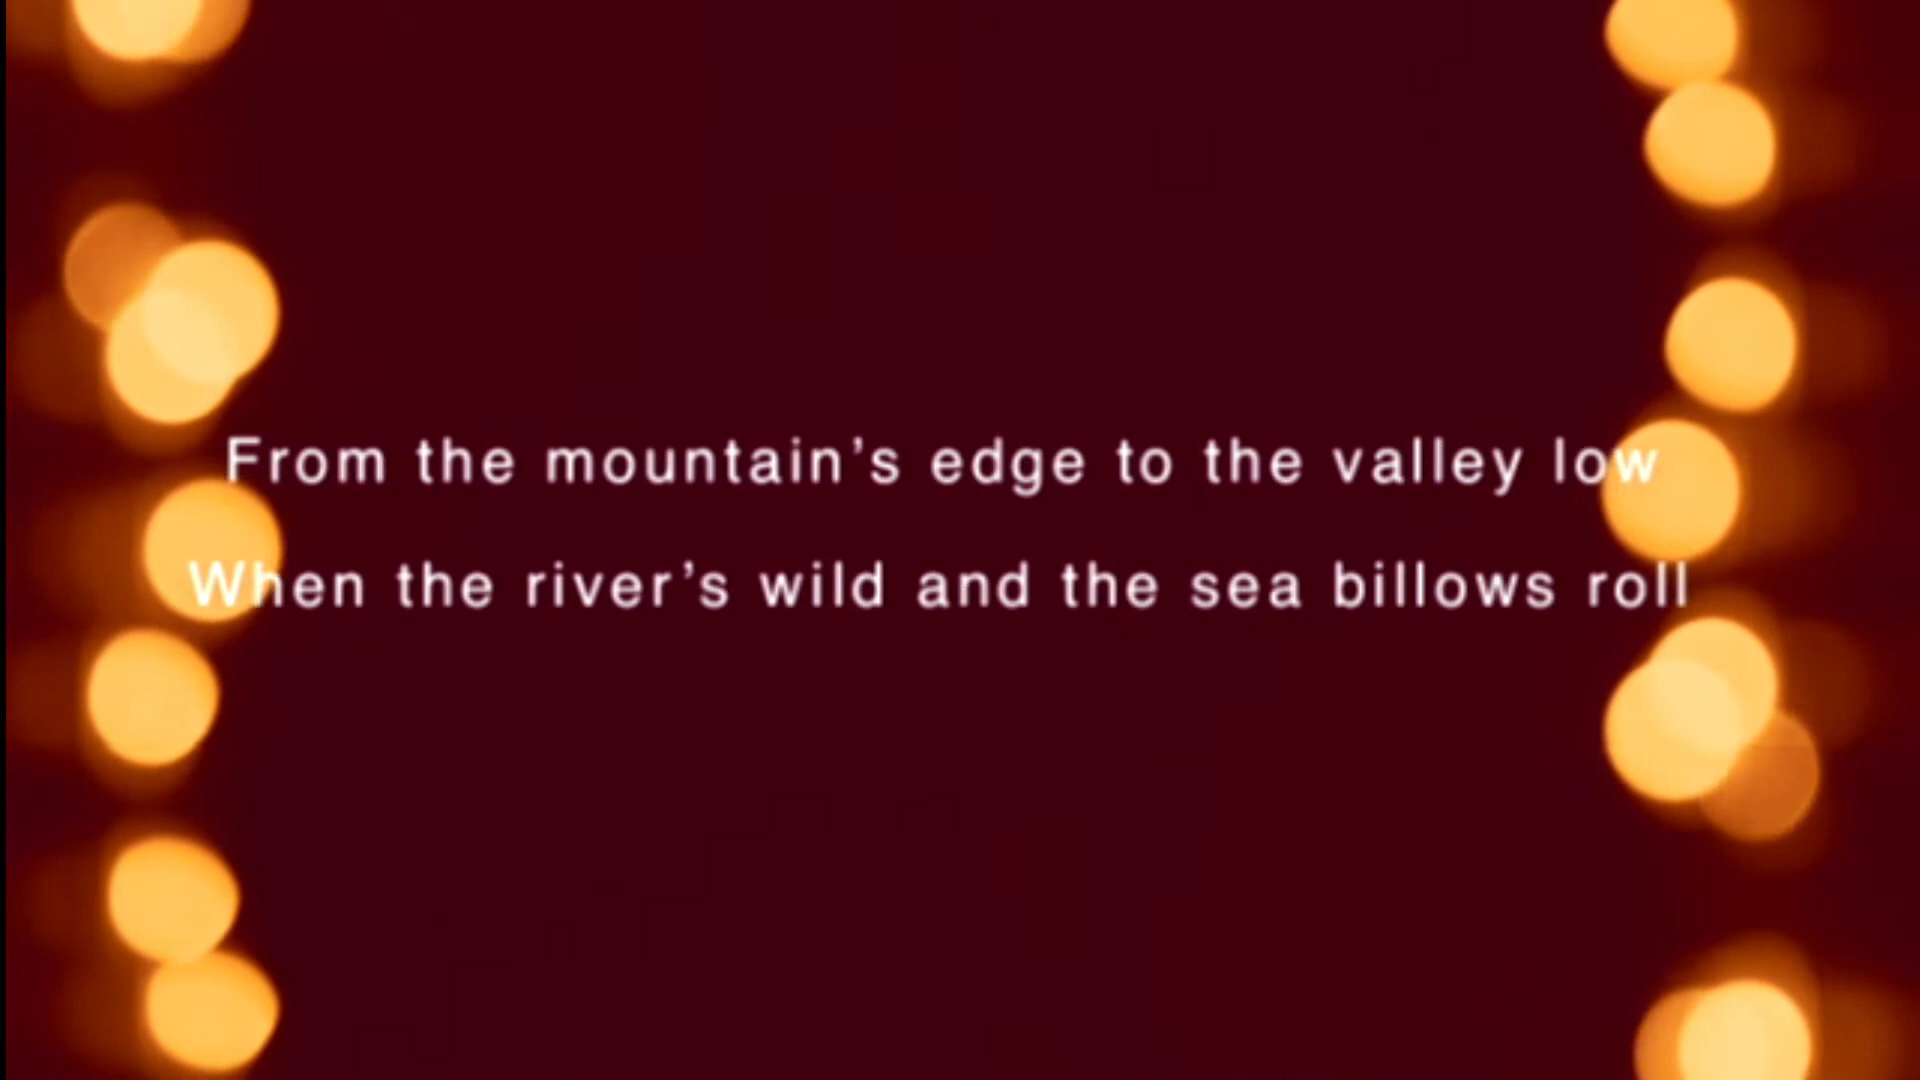 From the mountain’s edge to the valley low
When the river’s wild and the sea billows roll